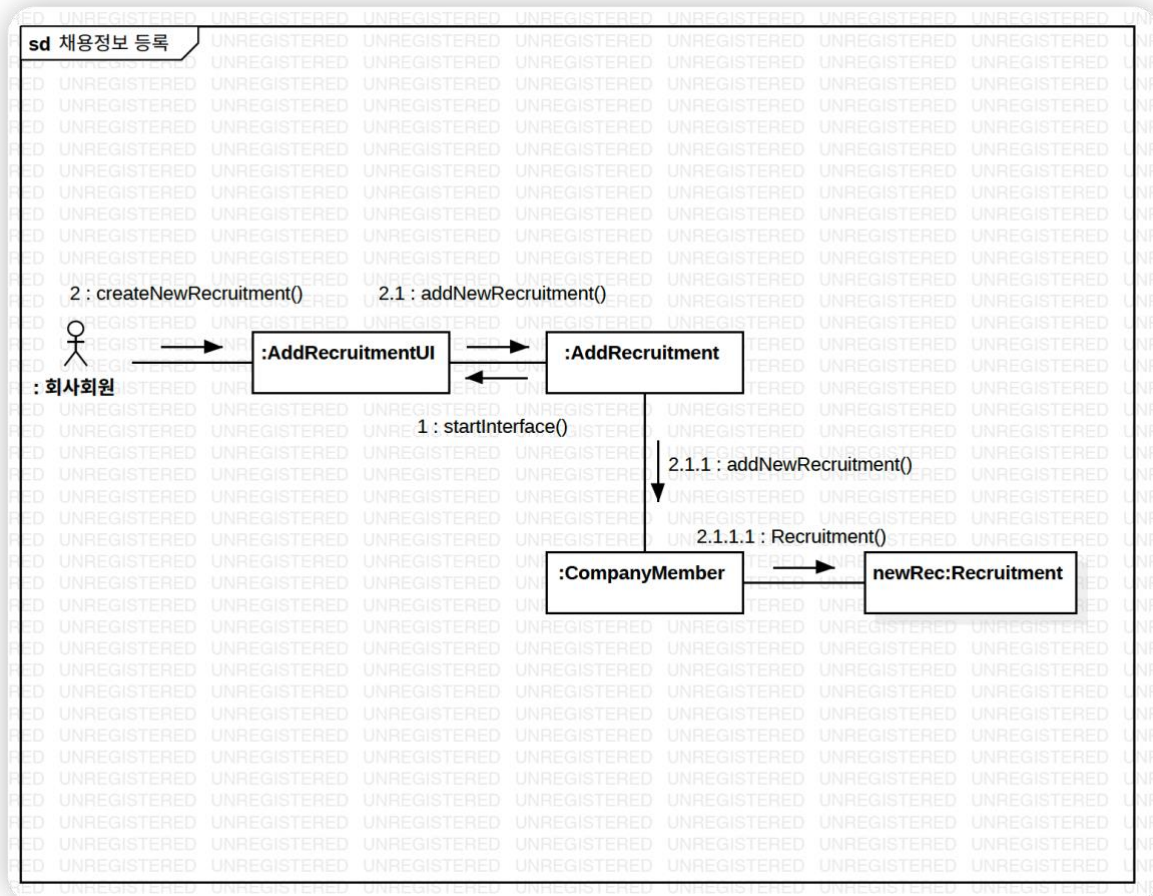 sd 채용정보 등록
2 : createNewRecruitment()
2.1 : addNewRecruitment()
:AddRecruitmentUI
:AddRecruitment
: 회사회원
1 : startInterface()
2.1.1 : addNewRecruitment()
2.1.1.1 : Recruitment()
:CompanyMember
newRec:Recruitment
UNREGISTERED